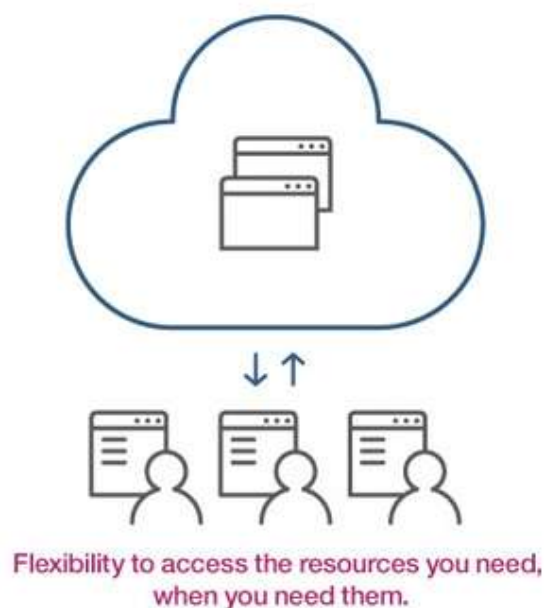 Flexibility to access the resources you need,
when you need them.